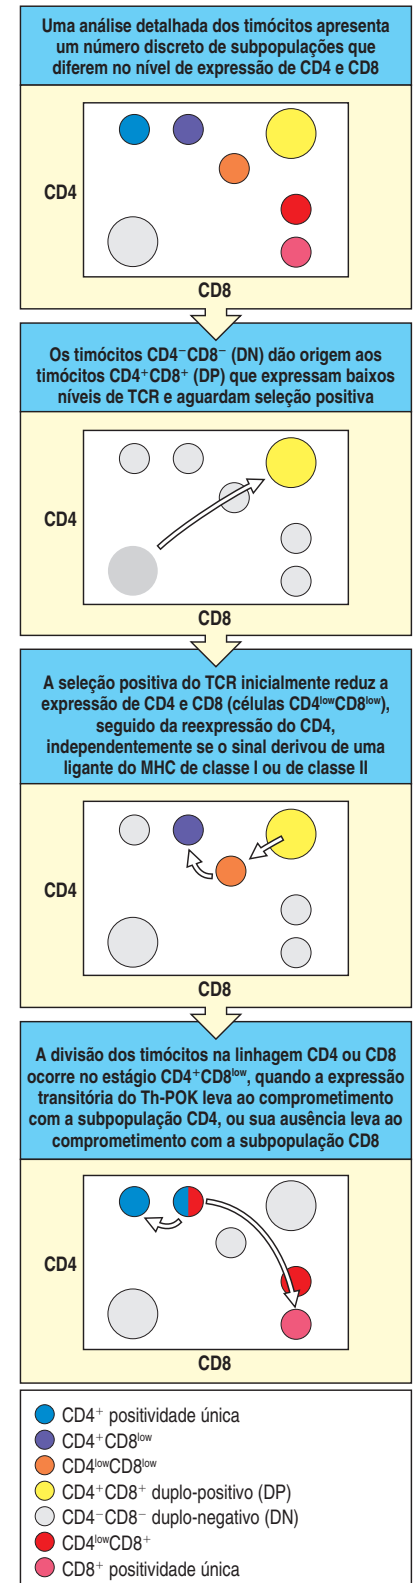 Uma análise detalhada dos timócitos apresenta
um número discreto de subpopulações que
diferem no nível de expressão de CD4 e CD8
CD4
CD8
Os timócitos CD4⁻CD8⁻ (DN) dão origem aos
timócitos CD4⁺CD8⁺ (DP) que expressam baixos
níveis de TCR e aguardam seleção positiva
CD4
CD8
A seleção positiva do TCR inicialmente reduz a
expressão de CD4 e CD8 (células CD4ˡᵒʷCD8ˡᵒʷ),
seguido da reexpressão do CD4,
independentemente se o sinal derivou de uma
ligante do MHC de classe I ou de classe II
CD4
CD8
A divisão dos timócitos na linhagem CD4 ou CD8
ocorre no estágio CD4⁺CD8ˡᵒʷ, quando a expressão
transitória do Th-POK leva ao comprometimento
com a subpopulação CD4, ou sua ausência leva ao
comprometimento com a subpopulação CD8
CD4
CD8
CD4⁺ positividade única
CD4⁺CD8ˡᵒʷ
CD4ˡᵒʷCD8ˡᵒʷ
CD4⁺CD8⁺ duplo-positivo (DP)
CD4⁻CD8⁻ duplo-negativo (DN)
CD4ˡᵒʷCD8⁺
CD8⁺ positividade única